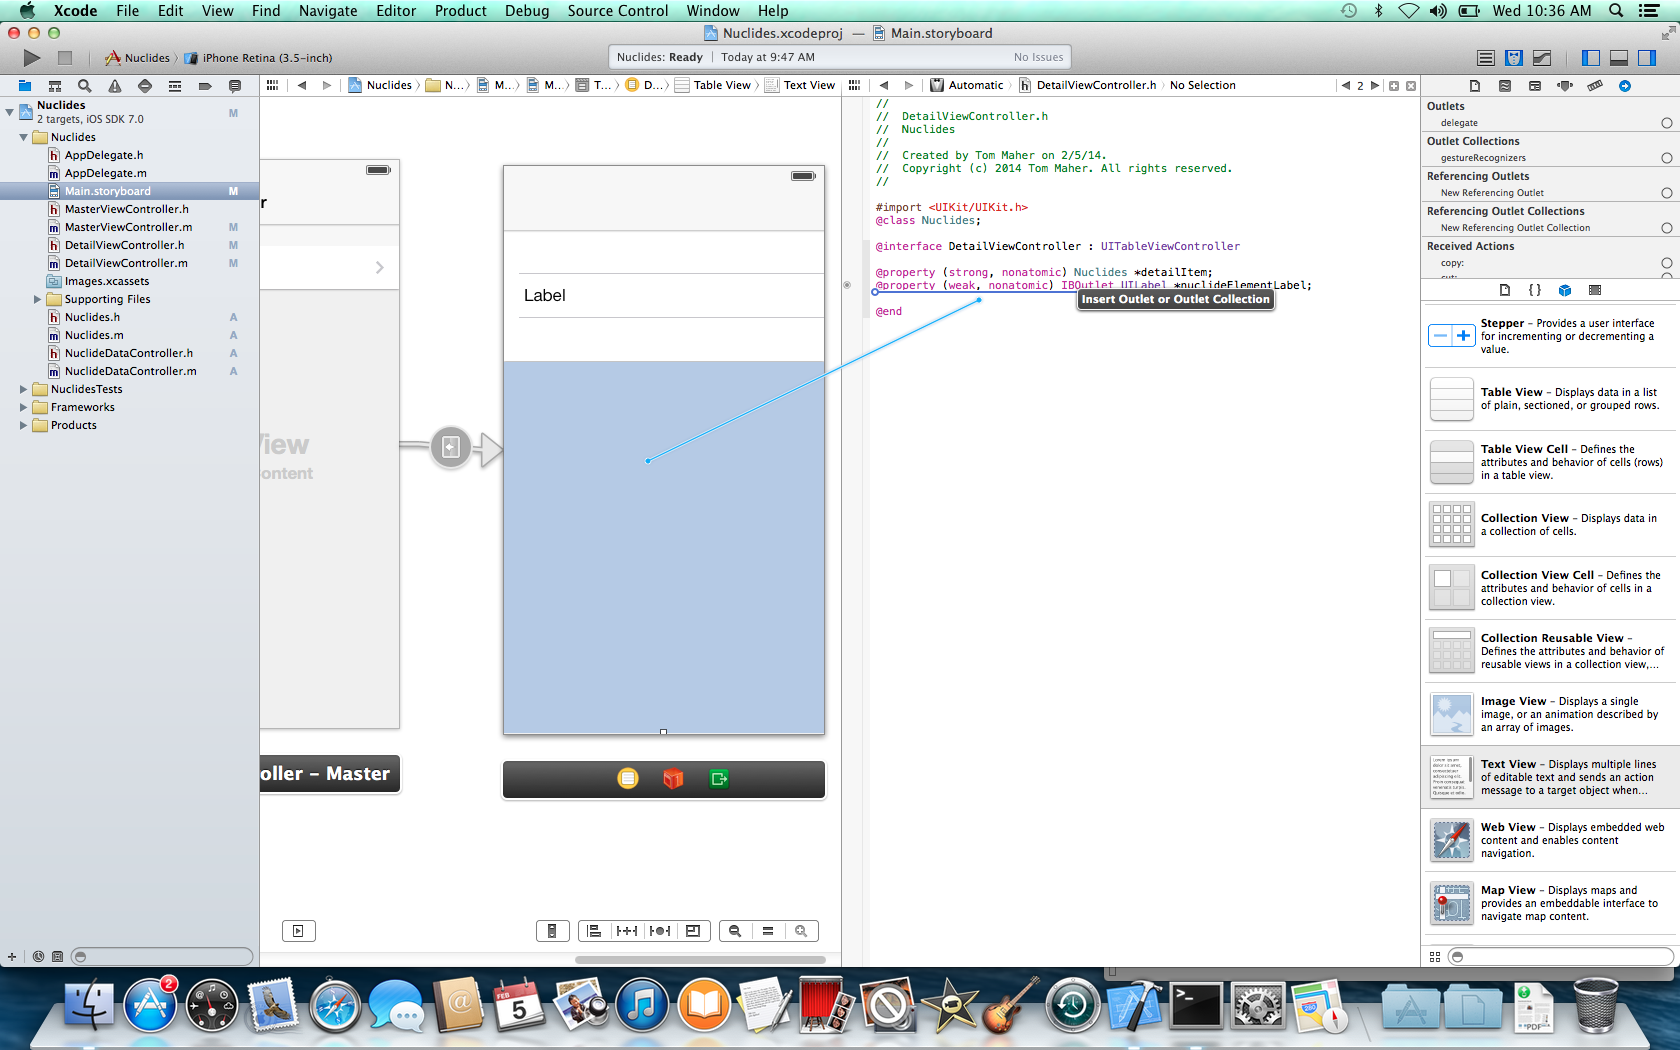 Xcode File Edit View Find Navigate Editor Product Debug Source Control Window Help
Wed 10:36 AM
Nuclides.xcodeproj — Main.storyboard
Nuclides iPhone Retina (3.5-inch)
Nuclides: Ready Today at 9:47 AM No Issues
Nuclides N... M... M... T... D... Table View Text View
Automatic DetailViewController.h No Selection
2
Nuclides
2 targets, iOS SDK 7.0
M
Nuclides
AppDelegate.h
AppDelegate.m
Main.storyboard M
MasterViewController.h
MasterViewController.m M
DetailViewController.h M
DetailViewController.m M
Images.xcassets
Supporting Files
Nuclides.h A
Nuclides.m A
NuclideDataController.h A
NuclideDataController.m A
NuclidesTests
Frameworks
Products
r
View
ontent
oller – Master
Label
//
// DetailViewController.h
// Nuclides
//
// Created by Tom Maher on 2/5/14.
// Copyright (c) 2014 Tom Maher. All rights reserved.
//
#import <UIKit/UIKit.h>
@class Nuclides;
@interface DetailViewController : UITableViewController
@property (strong, nonatomic) Nuclides *detailItem;
@property (weak, nonatomic) IBOutlet UILabel *nuclideElementLabel;
Insert Outlet or Outlet Collection
@end
Outlets
delegate
Outlet Collections
gestureRecognizers
Referencing Outlets
New Referencing Outlet
Referencing Outlet Collections
New Referencing Outlet Collection
Received Actions
copy:
cut:
{ }
Stepper – Provides a user interface
for incrementing or decrementing a
value.
Table View – Displays data in a list
of plain, sectioned, or grouped rows.
Table View Cell – Defines the
attributes and behavior of cells (rows)
in a table view.
Collection View – Displays data in
a collection of cells.
Collection View Cell – Defines the
attributes and behavior of cells in a
collection view.
Collection Reusable View –
Defines the attributes and behavior of
reusable views in a collection view,...
Image View – Displays a single
image, or an animation described by
an array of images.
Text View – Displays multiple lines
of editable text and sends an action
message to a target object when...
Web View – Displays embedded web
content and enables content
navigation.
Map View – Displays maps and
provides an embeddable interface to
navigate map content.
2
FEB
5
PDF